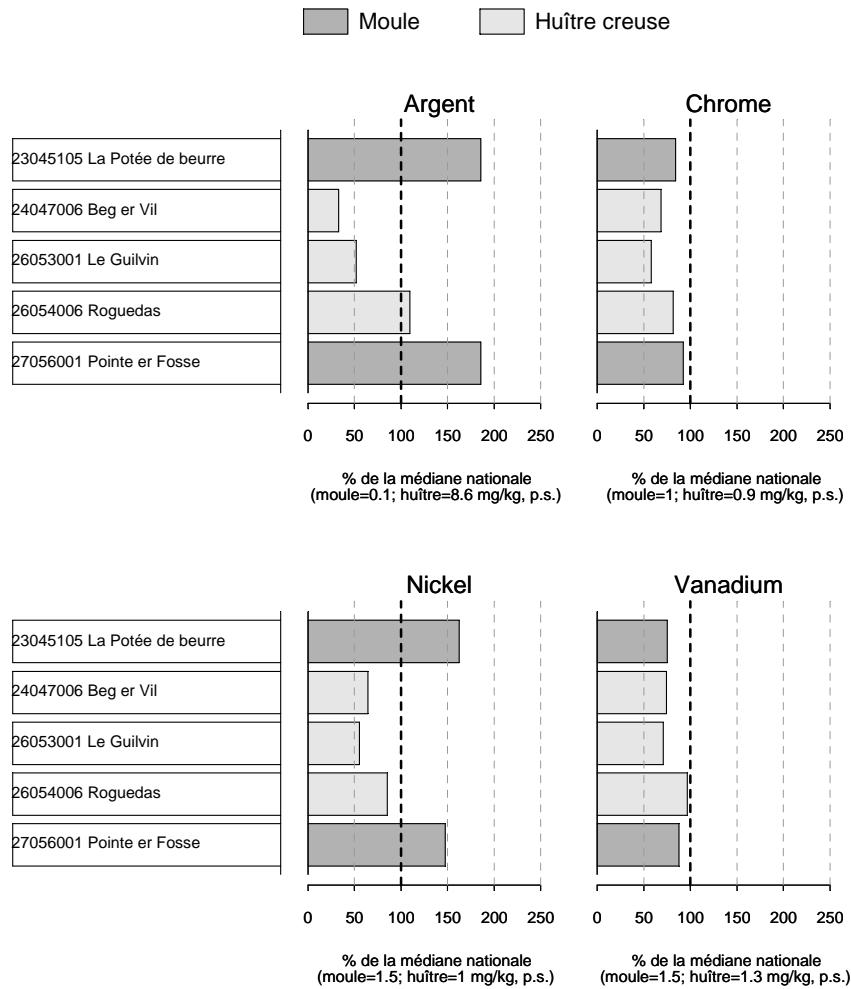 Moule
Huître creuse
Argent
Chrome
23045105 La Potée de beurre
24047006 Beg er Vil
26053001 Le Guilvin
26054006 Roguedas
27056001 Pointe er Fosse
0 50 100 150 200 250
0 50 100 150 200 250
% de la médiane nationale
(moule=0.1; huître=8.6 mg/kg, p.s.)
% de la médiane nationale
(moule=1; huître=0.9 mg/kg, p.s.)
Nickel
Vanadium
23045105 La Potée de beurre
24047006 Beg er Vil
26053001 Le Guilvin
26054006 Roguedas
27056001 Pointe er Fosse
0 50 100 150 200 250
0 50 100 150 200 250
% de la médiane nationale
(moule=1.5; huître=1 mg/kg, p.s.)
% de la médiane nationale
(moule=1.5; huître=1.3 mg/kg, p.s.)